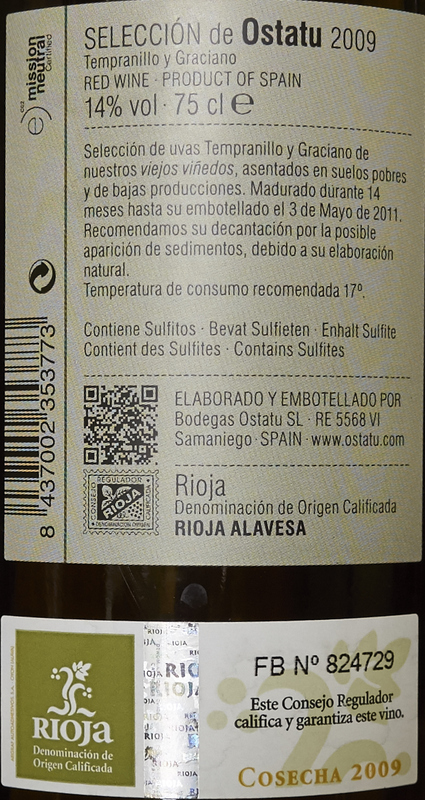 SELECCIÓN de Ostatu 2009
Tempranillo y Graciano
RED WINE · PRODUCT OF SPAIN
14% vol · 75 cl e
Selección de uvas Tempranillo y Graciano de
nuestros viejos viñedos, asentados en suelos pobres
y de bajas producciones. Madurado durante 14
meses hasta su embotellado el 3 de Mayo de 2011.
Recomendamos su decantación por la posible
aparición de sedimentos, debido a su elaboración
natural.
Temperatura de consumo recomendada 17º.
Contiene Sulfitos · Bevat Sulfieten · Enhalt Sulfite
Contient des Sulfites · Contains Sulfites
ELABORADO Y EMBOTELLADO POR
Bodegas Ostatu SL · RE 5568 VI
Samaniego · SPAIN · www.ostatu.com
CONSEJO REGULADOR CALIFICADA
RIOJA
Rioja
Denominación de Origen Calificada
RIOJA ALAVESA
e) CO2 mission
neutral
Certified
8 437002 353773
RIOJA
Denominación de
Origen Calificada
RIOJA
FB Nº 824729
Este Consejo Regulador
califica y garantiza este vino.
COSECHA 2009